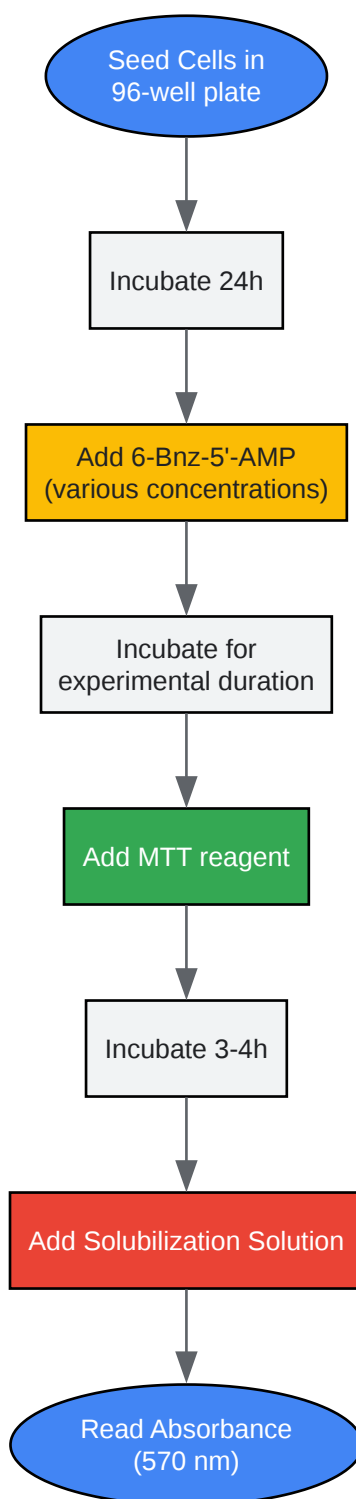 Seed Cells in
96-well plate
Incubate 24h
Add 6-Bnz-5'-AMP
(various concentrations)
Incubate for
experimental duration
Add MTT reagent
Incubate 3-4h
Add Solubilization Solution
Read Absorbance
(570 nm)